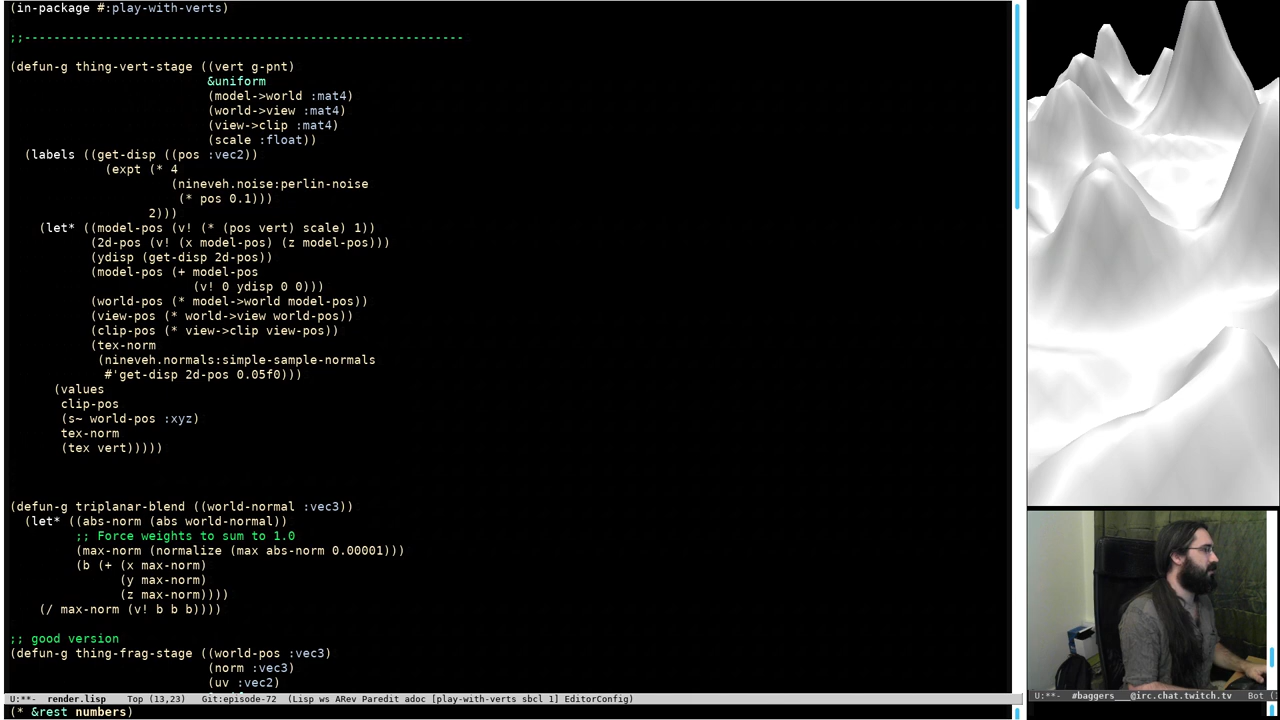 (in-package #:play-with-verts)
;;------------------------------------------------------------
(defun-g thing-vert-stage ((vert g-pnt)
&uniform
(model->world :mat4)
(world->view :mat4)
(view->clip :mat4)
(scale :float))
(labels ((get-disp ((pos :vec2))
(expt (* 4
(nineveh.noise:perlin-noise
(* pos 0.1)))
2)))
(let* ((model-pos (v! (* (pos vert) scale) 1))
(2d-pos (v! (x model-pos) (z model-pos)))
(ydisp (get-disp 2d-pos))
(model-pos (+ model-pos
(v! 0 ydisp 0 0)))
(world-pos (* model->world model-pos))
(view-pos (* world->view world-pos))
(clip-pos (* view->clip view-pos))
(tex-norm
(nineveh.normals:simple-sample-normals
#'get-disp 2d-pos 0.05f0)))
(values
clip-pos
(s~ world-pos :xyz)
tex-norm
(tex vert)))))
(defun-g triplanar-blend ((world-normal :vec3))
(let* ((abs-norm (abs world-normal))
;; Force weights to sum to 1.0
(max-norm (normalize (max abs-norm 0.00001)))
(b (+ (x max-norm)
(y max-norm)
(z max-norm))))
(/ max-norm (v! b b b))))
;; good version
(defun-g thing-frag-stage ((world-pos :vec3)
(norm :vec3)
(uv :vec2)
U:**-  render.lisp   Top (13,23)   Git:episode-72  (Lisp ws ARev Paredit adoc [play-with-verts sbcl 1] EditorConfig)
(* &rest numbers)
U:**-  #baggers___@irc.chat.twitch.tv   Bot